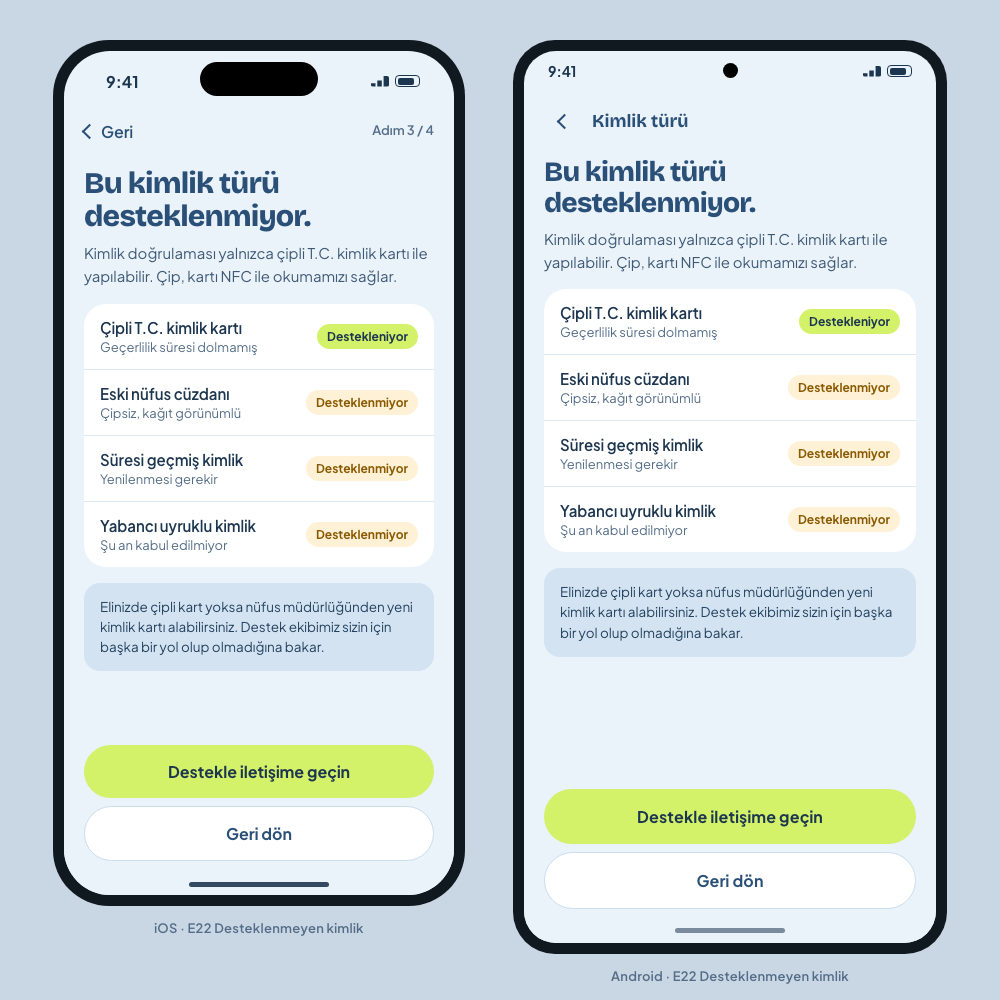 9:41
Geri
Adım 3 / 4
Bu kimlik türü
desteklenmiyor.
Kimlik doğrulaması yalnızca çipli T.C. kimlik kartı ile
yapılabilir. Çip, kartı NFC ile okumamızı sağlar.
Çipli T.C. kimlik kartı
Geçerlilik süresi dolmamış
Destekleniyor
Eski nüfus cüzdanı
Çipsiz, kağıt görünümlü
Desteklenmiyor
Süresi geçmiş kimlik
Yenilenmesi gerekir
Desteklenmiyor
Yabancı uyruklu kimlik
Şu an kabul edilmiyor
Desteklenmiyor
Elinizde çipli kart yoksa nüfus müdürlüğünden yeni
kimlik kartı alabilirsiniz. Destek ekibimiz sizin için
başka bir yol olup olmadığına bakar.
Destekle iletişime geçin
Geri dön
iOS · E22 Desteklenmeyen kimlik
9:41
Kimlik türü
Bu kimlik türü
desteklenmiyor.
Kimlik doğrulaması yalnızca çipli T.C. kimlik kartı ile
yapılabilir. Çip, kartı NFC ile okumamızı sağlar.
Çipli T.C. kimlik kartı
Geçerlilik süresi dolmamış
Destekleniyor
Eski nüfus cüzdanı
Çipsiz, kağıt görünümlü
Desteklenmiyor
Süresi geçmiş kimlik
Yenilenmesi gerekir
Desteklenmiyor
Yabancı uyruklu kimlik
Şu an kabul edilmiyor
Desteklenmiyor
Elinizde çipli kart yoksa nüfus müdürlüğünden yeni
kimlik kartı alabilirsiniz. Destek ekibimiz sizin için başka
bir yol olup olmadığına bakar.
Destekle iletişime geçin
Geri dön
Android · E22 Desteklenmeyen kimlik